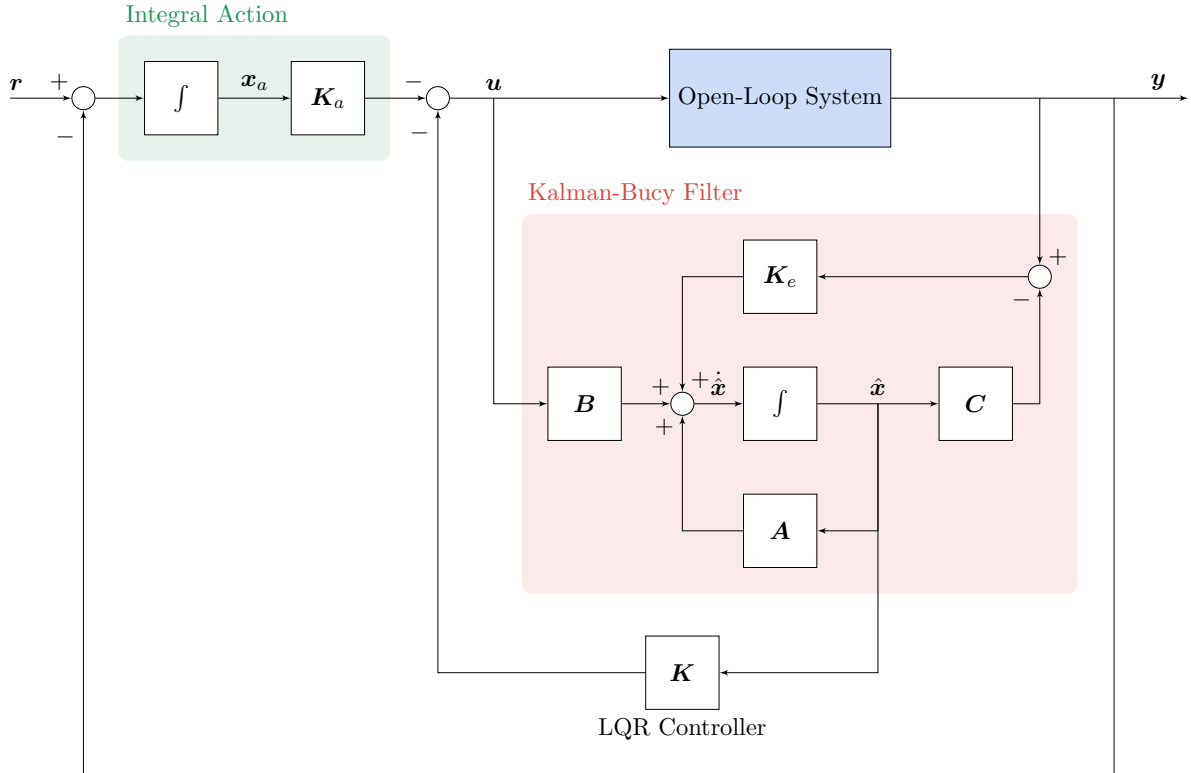 Integral Action
r
+
−
∫
x_a
K_a
−
−
u
Open-Loop System
y
Kalman-Bucy Filter
K_e
+
−
B
+
+
+
ẋ̂
∫
x̂
C
A
K
LQR Controller